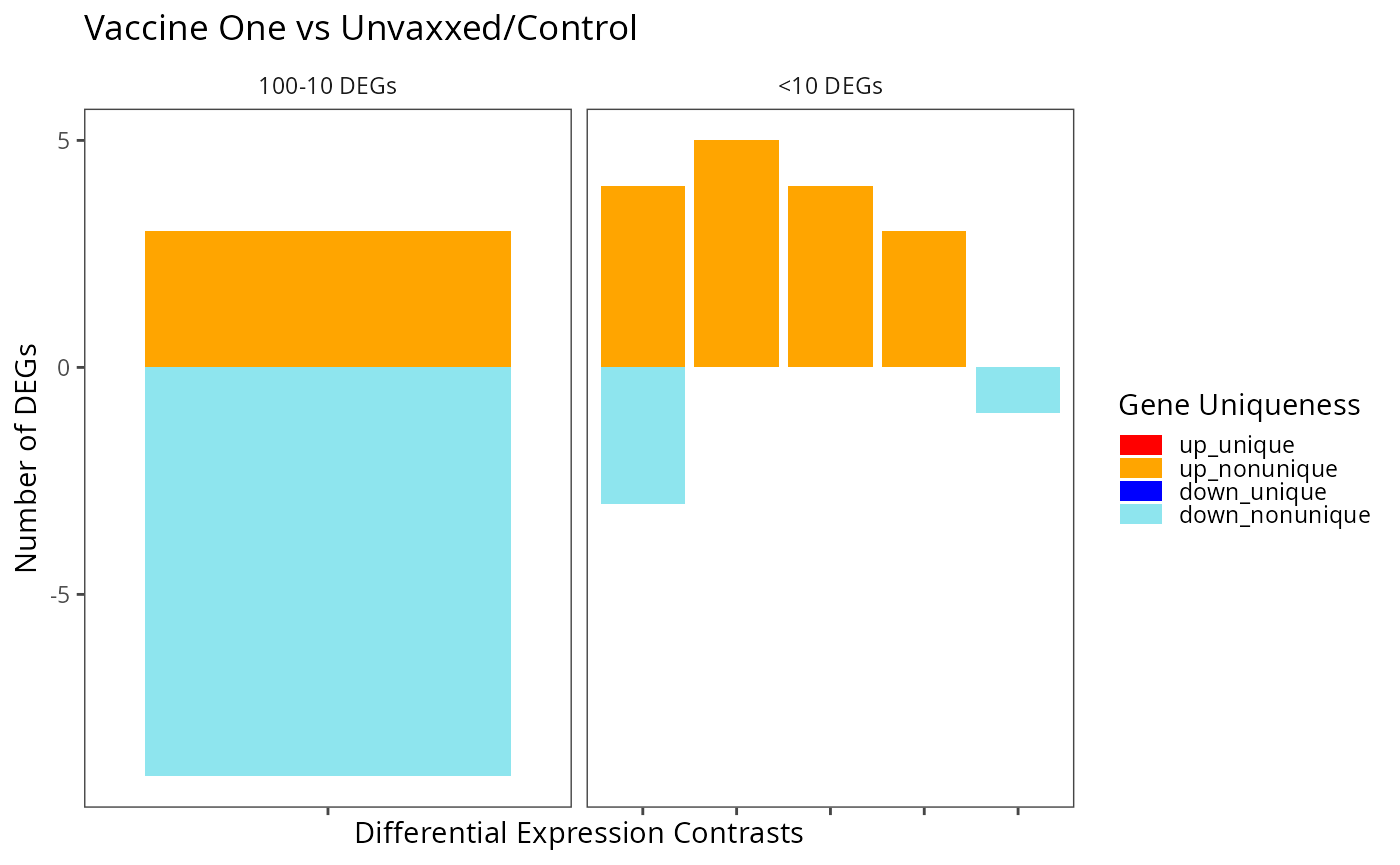 Vaccine One vs Unvaxxed/Control
100-10 DEGs
<10 DEGs
5
0
-5
Number of DEGs
Differential Expression Contrasts
Gene Uniqueness
up_unique
up_nonunique
down_unique
down_nonunique